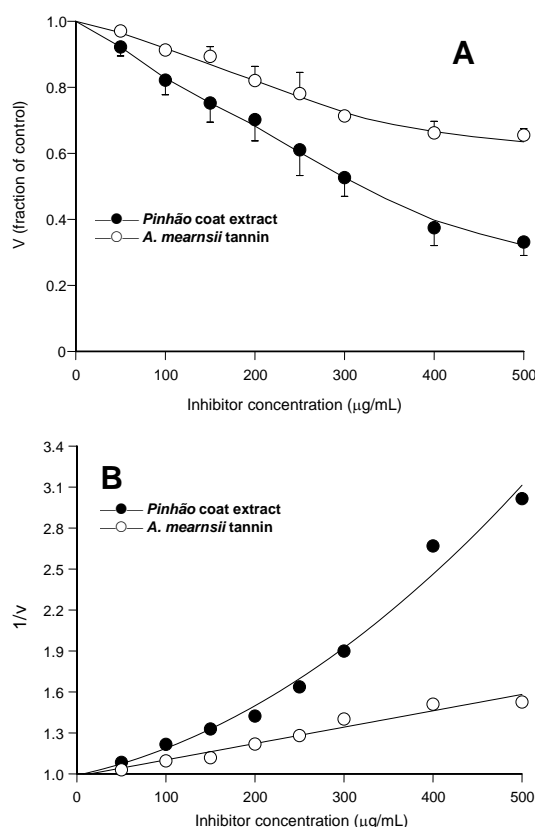 A
1.0
0.8
0.6
0.4
0.2
0
V (fraction of control)
Pinhão coat extract
A. mearnsii tannin
0 100 200 300 400 500
Inhibitor concentration (μg/mL)
B
3.4
3.1
2.8
2.5
2.2
1.9
1.6
1.3
1.0
1/v
Pinhão coat extract
A. mearnsii tannin
0 100 200 300 400 500
Inhibitor concentration (μg/mL)